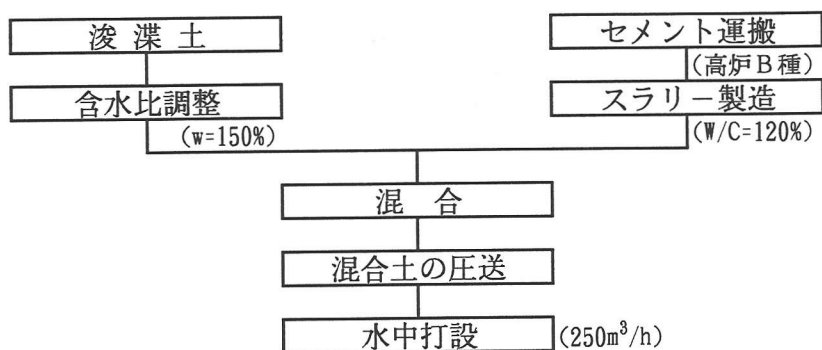 浚渫土
セメント運搬
(高炉B種)
含水比調整
(w=150%)
スラリー製造
(W/C=120%)
混合
混合土の圧送
水中打設
(250m³/h)